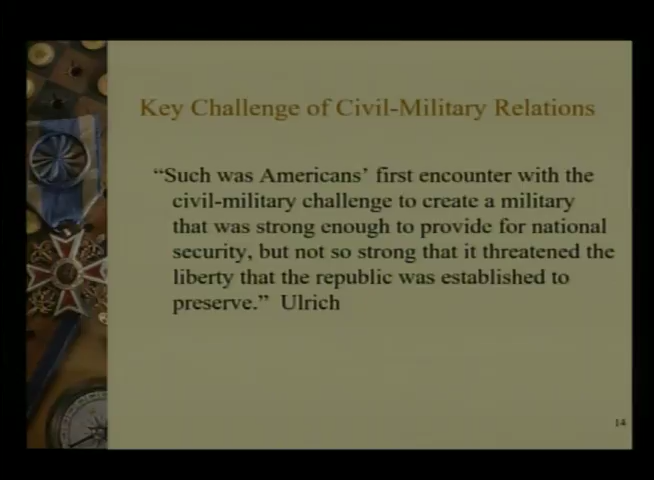 Key Challenge of Civil-Military Relations
“Such was Americans’ first encounter with the
civil-military challenge to create a military
that was strong enough to provide for national
security, but not so strong that it threatened the
liberty that the republic was established to
preserve.” Ulrich
14